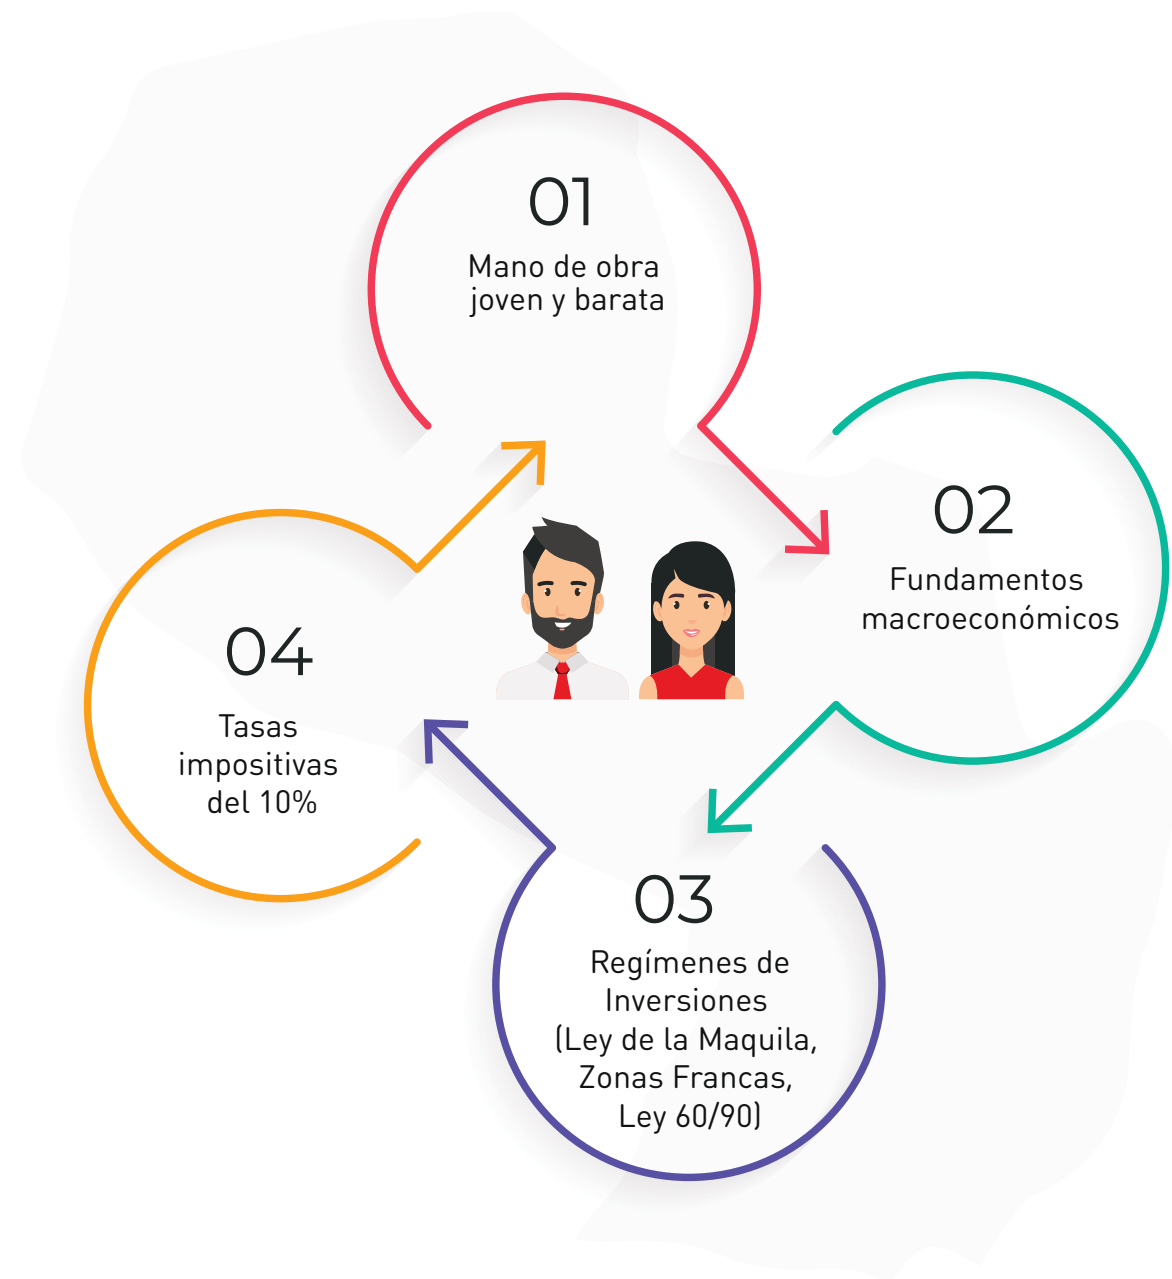 01
Mano de obra
joven y barata
02
Fundamentos
macroeconómicos
03
Regímenes de
Inversiones
(Ley de la Maquila,
Zonas Francas,
Ley 60/90)
04
Tasas
impositivas
del 10%